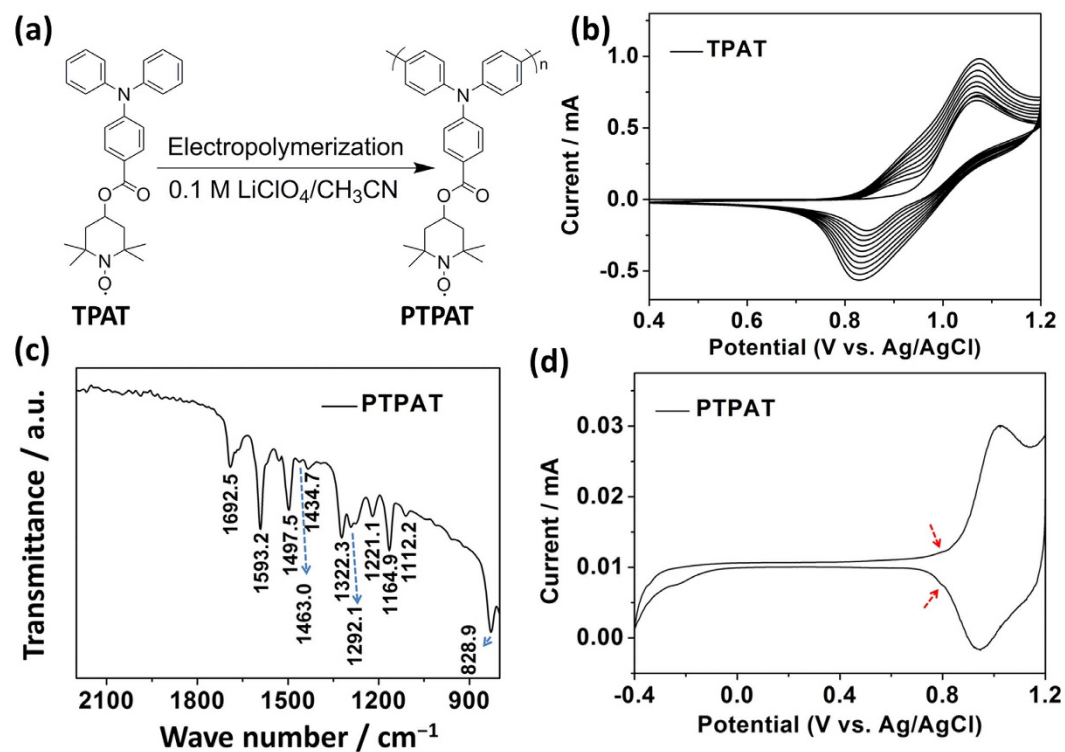 (a)
N
O
O
N
O·
TPAT
Electropolymerization
0.1 M LiClO₄/CH₃CN
n
N
O
O
N
O·
PTPAT
(b)
TPAT
Current / mA
1.0
0.5
0.0
-0.5
0.4 0.6 0.8 1.0 1.2
Potential (V vs. Ag/AgCl)
(c)
PTPAT
Transmittance / a.u.
1692.5
1593.2
1497.5
1463.0
1434.7
1322.3
1292.1
1221.1
1164.9
1112.2
828.9
2100 1800 1500 1200 900
Wave number / cm⁻¹
(d)
PTPAT
Current / mA
0.03
0.02
0.01
0.00
-0.4 0.0 0.4 0.8 1.2
Potential (V vs. Ag/AgCl)